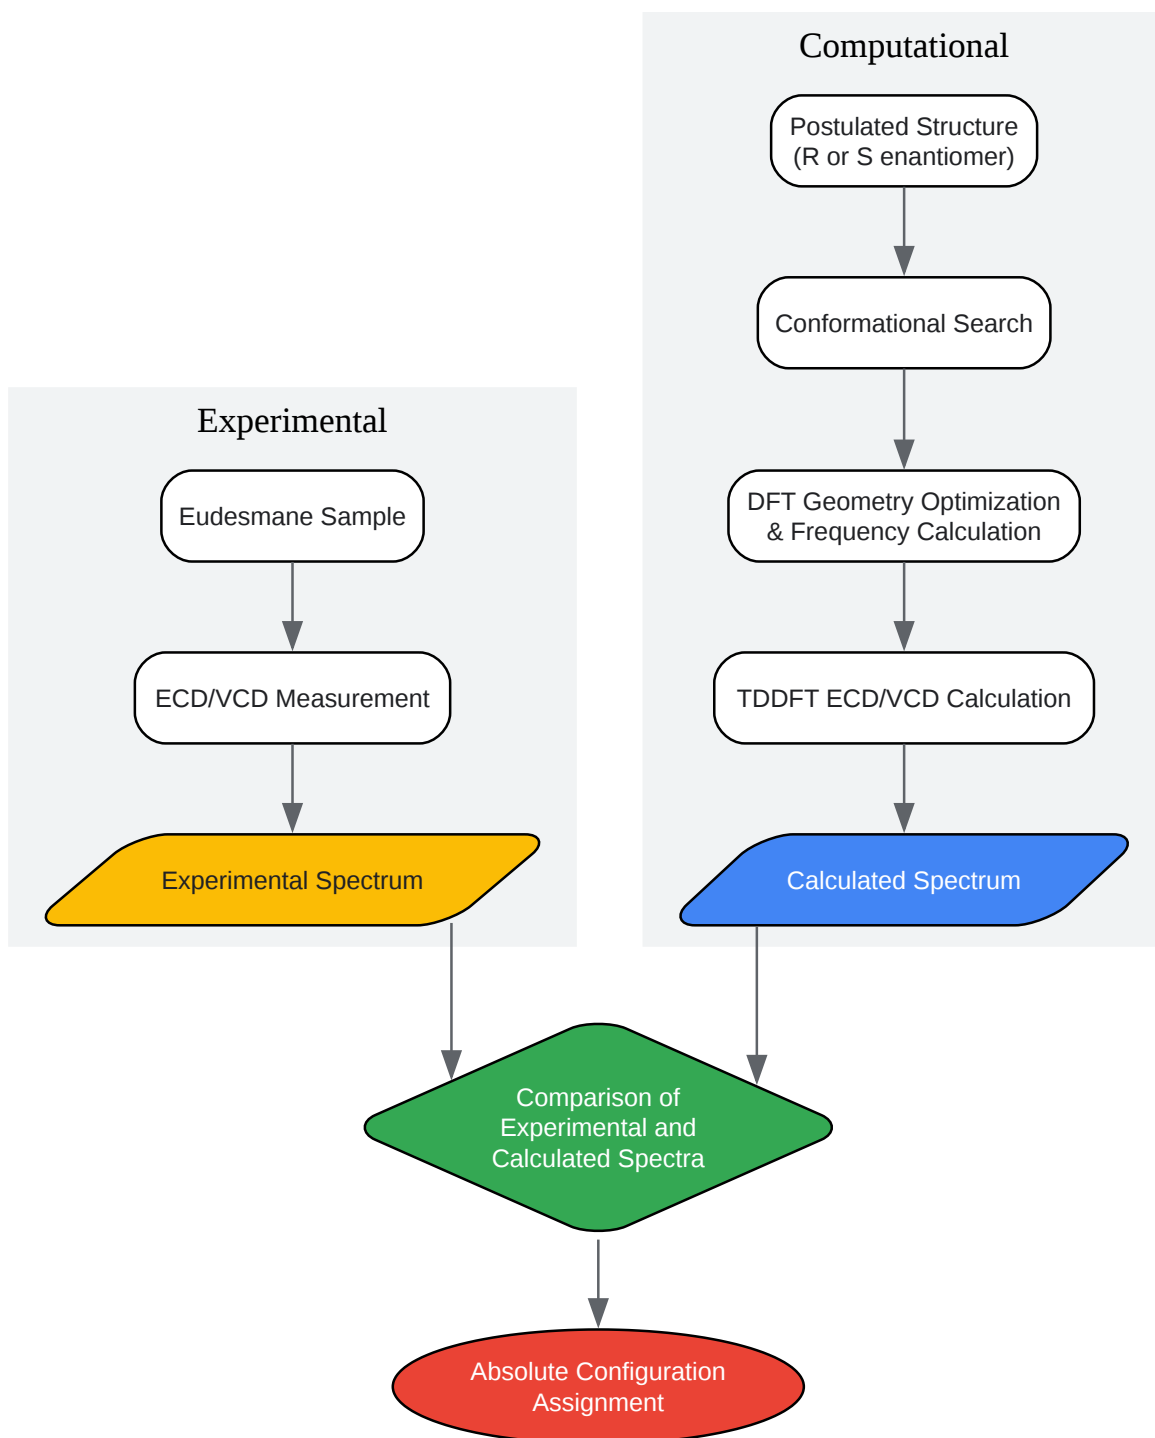 Computational
Postulated Structure
(R or S enantiomer)
Conformational Search
DFT Geometry Optimization
& Frequency Calculation
TDDFT ECD/VCD Calculation
Calculated Spectrum
Experimental
Eudesmane Sample
ECD/VCD Measurement
Experimental Spectrum
Comparison of
Experimental and
Calculated Spectra
Absolute Configuration
Assignment